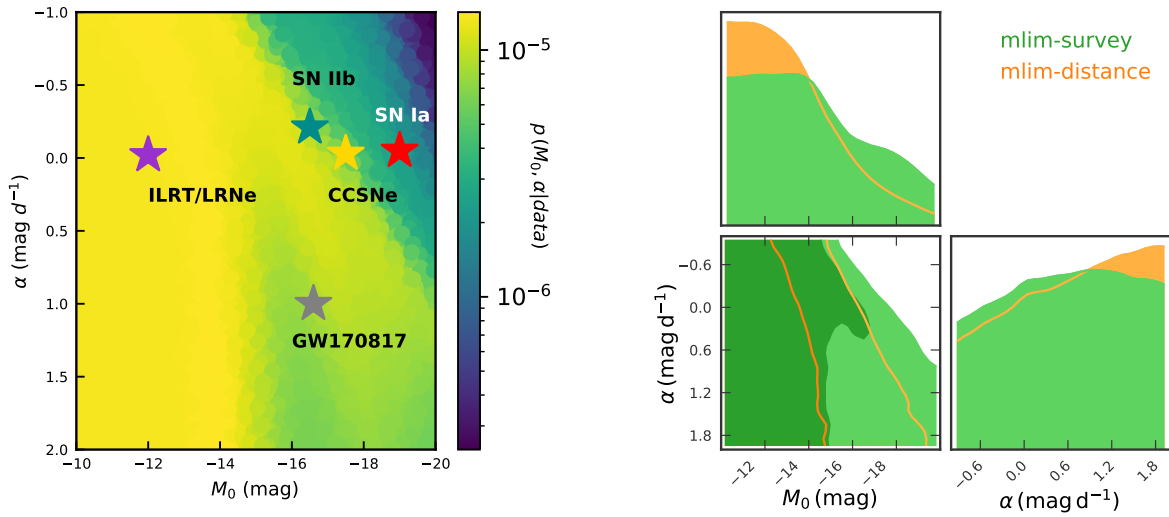 −1.0
−0.5
0.0
0.5
1.0
1.5
2.0
α (mag d⁻¹)
−10
−12
−14
−16
−18
−20
M₀ (mag)
SN IIb
SN Ia
ILRT/LRNe
CCSNe
GW170817
10⁻⁵
10⁻⁶
p (M₀, α|data)
mlim-survey
mlim-distance
−0.6
0.0
0.6
1.2
1.8
α (mag d⁻¹)
−12
−14
−16
−18
M₀ (mag)
−0.6
0.0
0.6
1.2
1.8
α (mag d⁻¹)